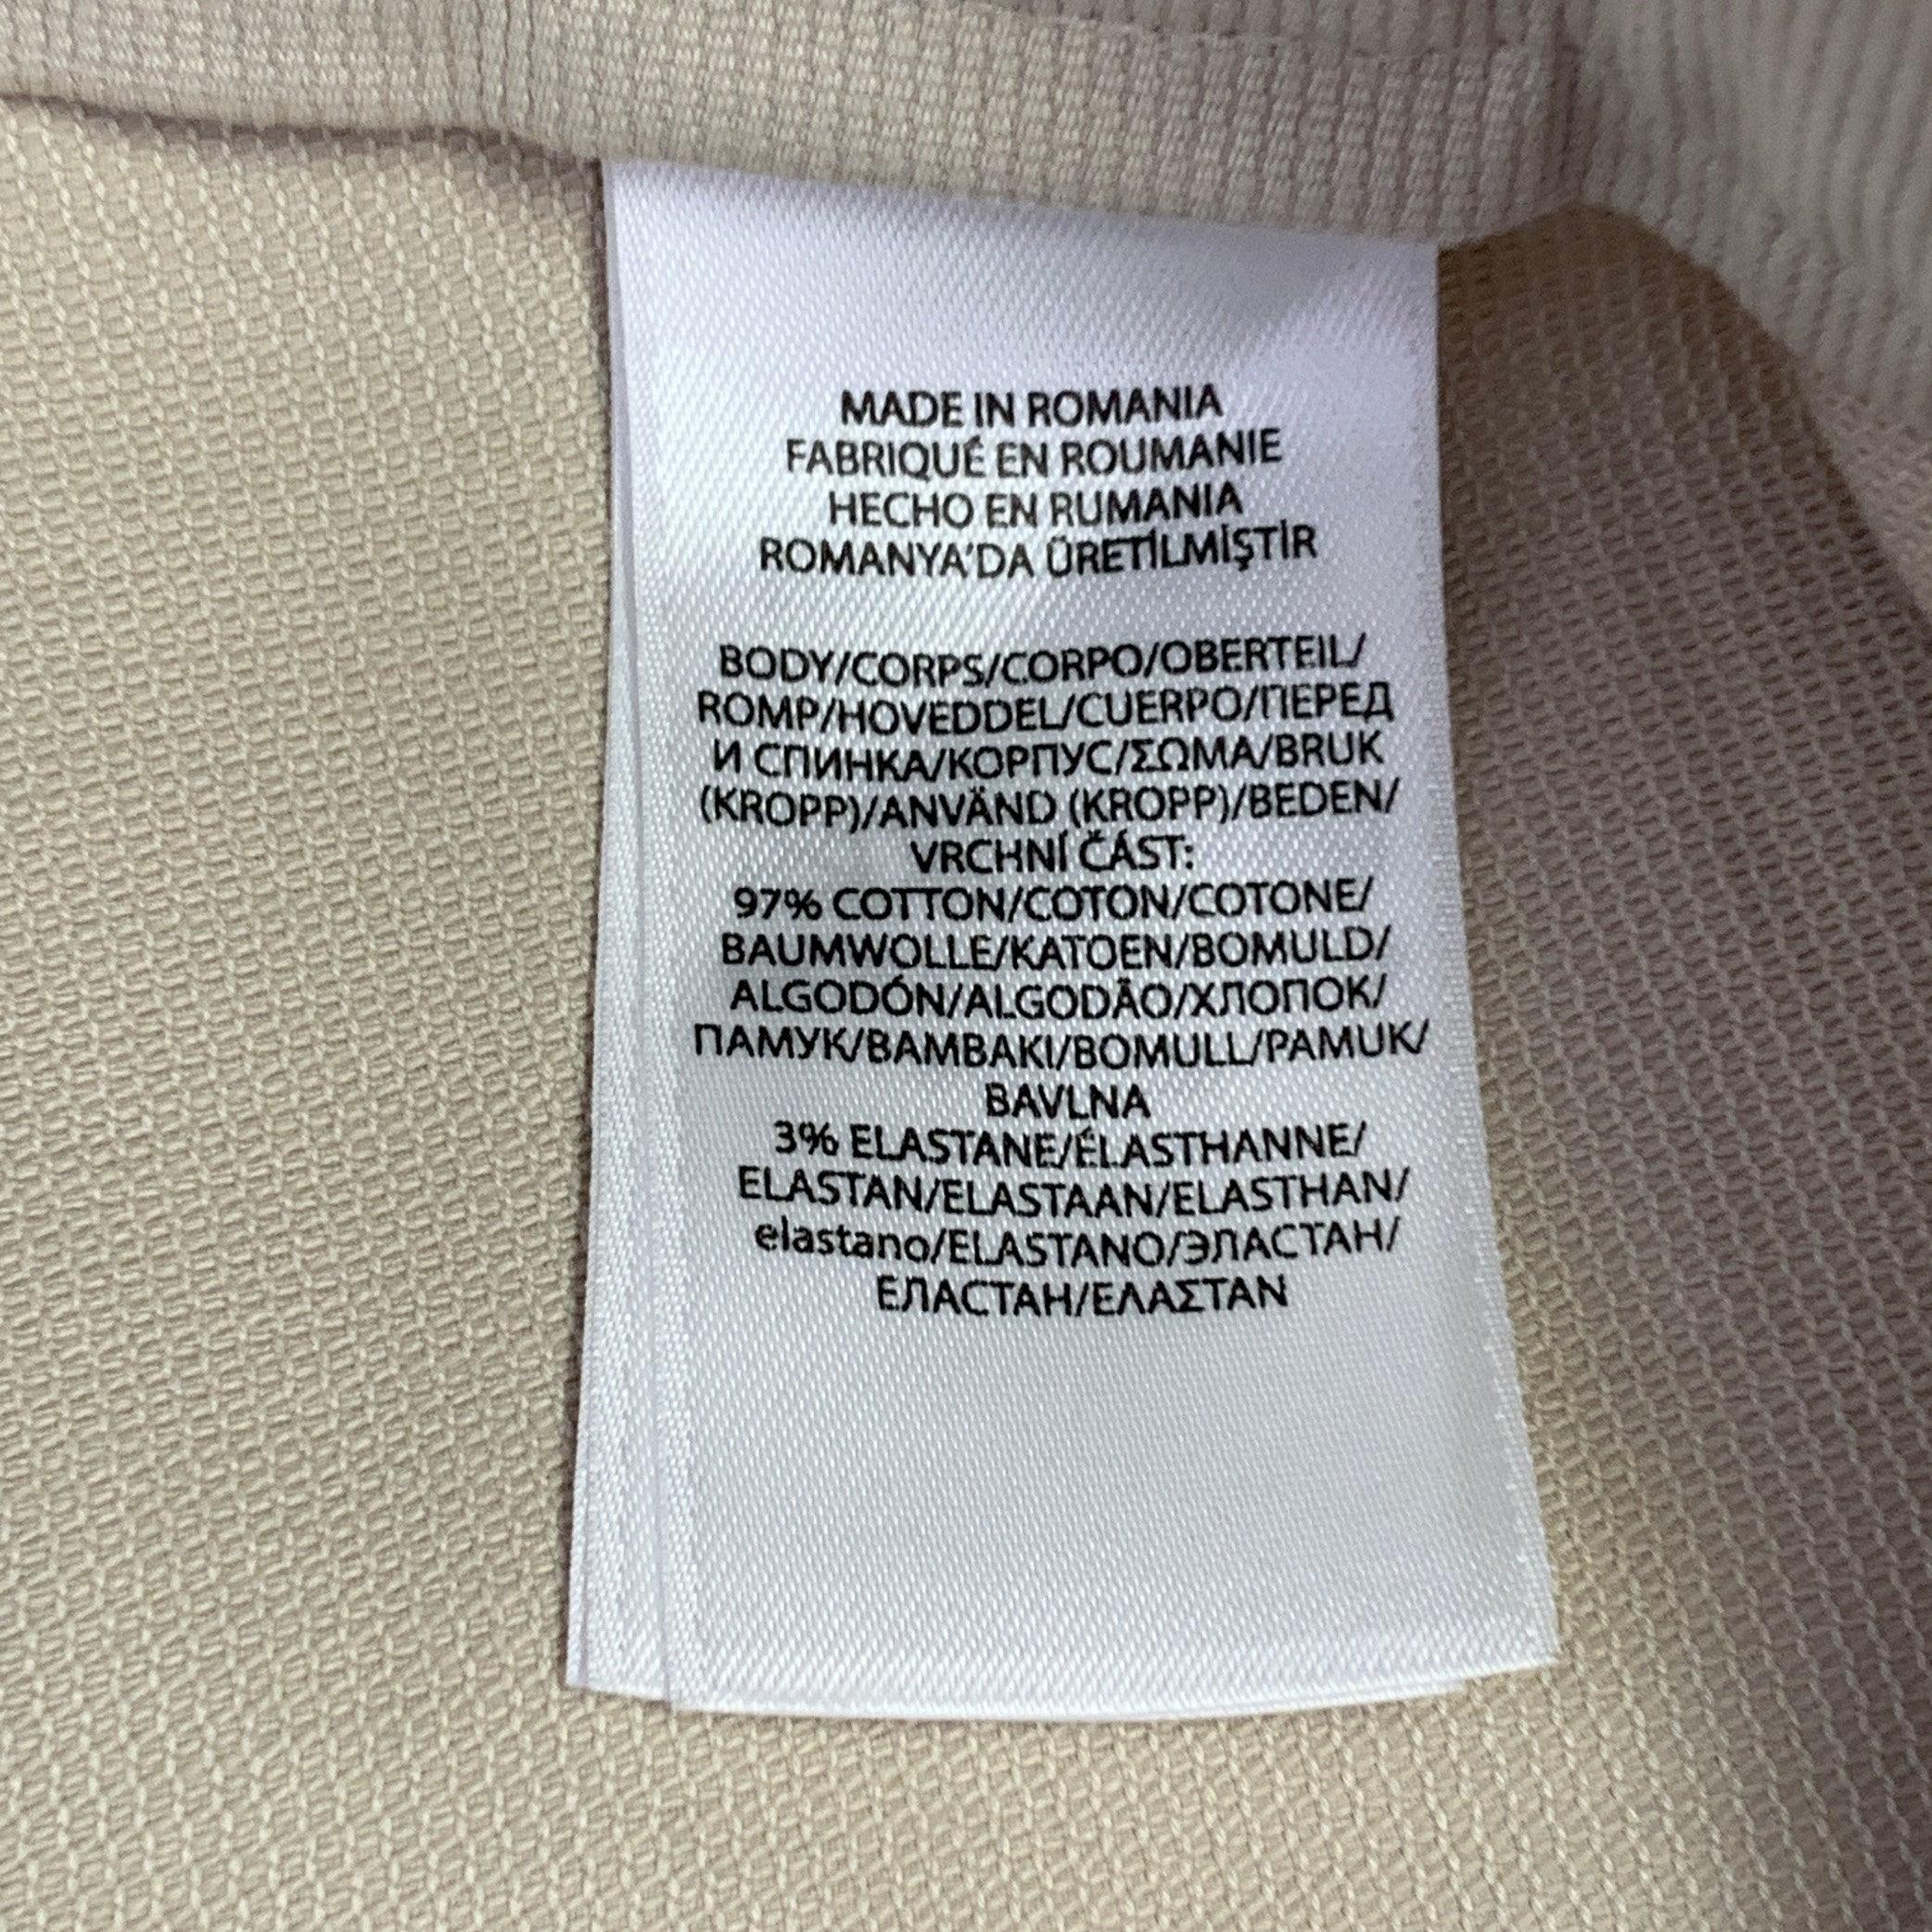 MADE IN ROMANIA
FABRIQUÉ EN ROUMANIE
HECHO EN RUMANIA
ROMANYA'DA ÜRETİLMİŞTİR
BODY/CORPS/CORPO/OBERTEIL/
ROMP/HOVEDDEL/CUERPO/ПЕРЕД
И СПИНКА/КОРПУС/ΣΩΜΑ/BRUK
(KROPP)/ANVÄND (KROPP)/BEDEN/
VRCHNÍ ČÁST:
97% COTTON/COTON/COTONE/
BAUMWOLLE/KATOEN/BOMULD/
ALGODÓN/ALGODÃO/ХЛОПОК/
ПАМУК/ΒΑΜΒΑΚΙ/BOMULL/PAMUK/
BAVLNA
3% ELASTANE/ÉLASTHANNE/
ELASTAN/ELASTAAN/ELASTHAN/
elastano/ELASTANO/ЭЛАСТАН/
ЕЛАСТАН/ΕΛΑΣΤΑΝ